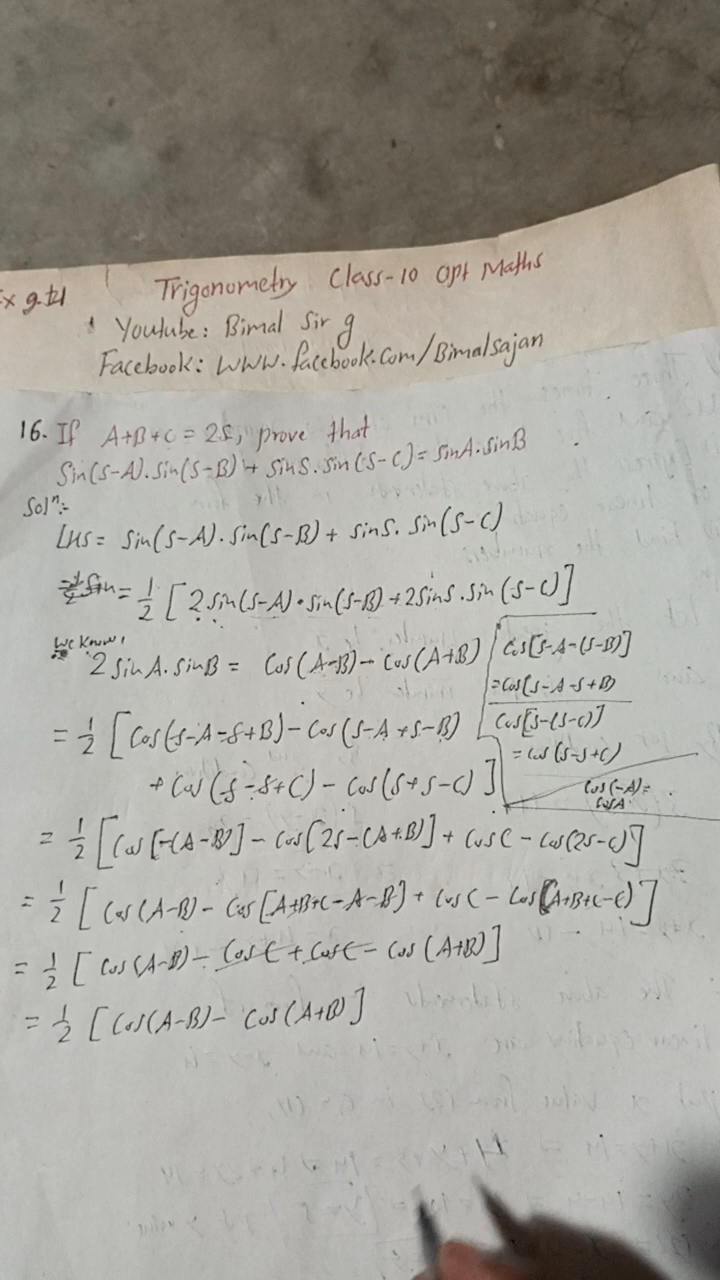 Ex 9.
Trigonometry Class-10 Opt Maths
Youtube: Bimal Sir g
Facebook: WWW.facebook.Com/Bimalsajan
16. If A+B+C = 2S, prove that
Sin(S-A).Sin(S-B) + SinS.Sin(S-C) = SinA.SinB
Solⁿ:-
LHS = Sin(S-A).Sin(S-B) + SinS. Sin(S-C)
= 1/2 [2 Sin(S-A).Sin(S-B) + 2SinS.Sin(S-C)]
We know,
2 SinA. SinB = Cos(A-B) - Cos(A+B)
Cos[S-A-(S-B)]
= Cos(S-A-S+B)
Cos[S-(S-C)]
= Cos(S-S+C)
Cos(-A) =
CosA
= 1/2 [Cos(S-A-S+B) - Cos(S-A+S-B)
+ Cos(S-S+C) - Cos(S+S-C)]
= 1/2 [Cos[-(A-B)] - Cos[2S-(A+B)] + CosC - Cos(2S-C)]
= 1/2 [Cos(A-B) - Cos[A+B+C-A-B] + CosC - Cos(A+B+C-C)]
= 1/2 [Cos(A-B) - CosC + CosC - Cos(A+B)]
= 1/2 [Cos(A-B) - Cos(A+B)]